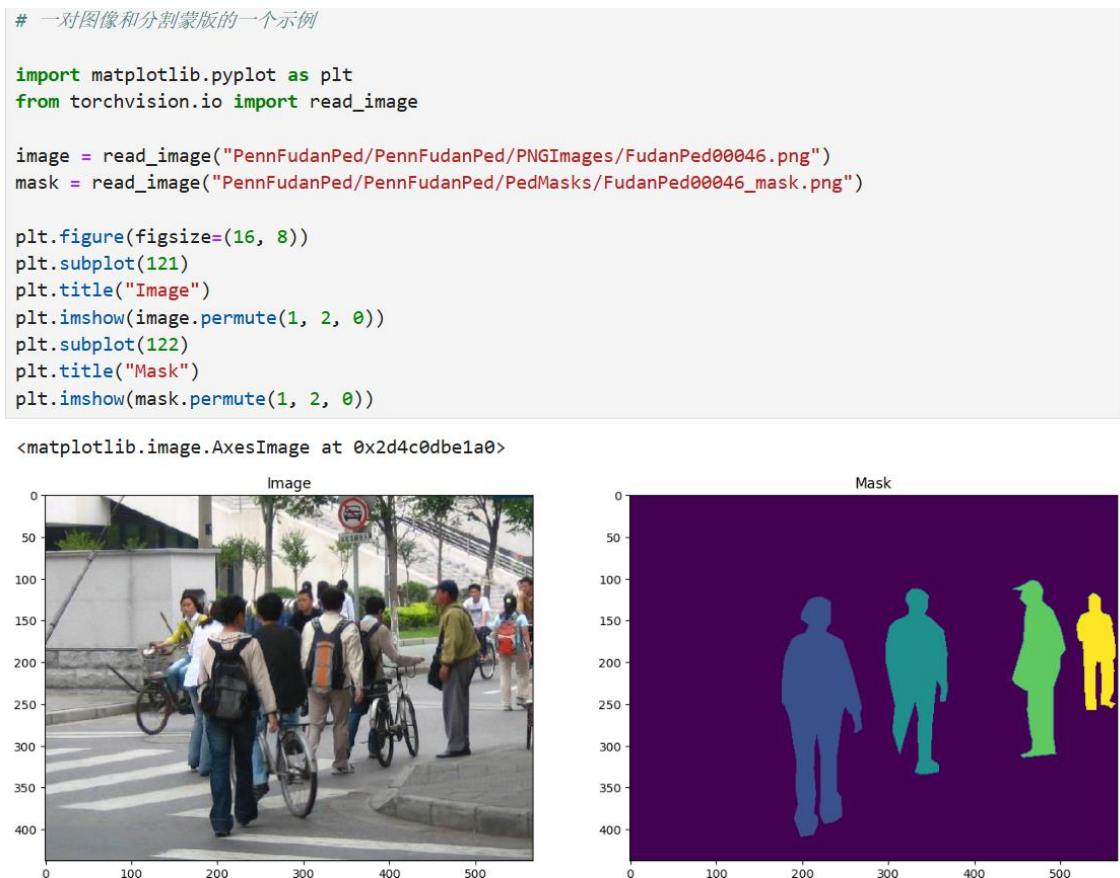 # 一对图像和分割蒙版的一个示例
import matplotlib.pyplot as plt
from torchvision.io import read_image
image = read_image("PennFudanPed/PennFudanPed/PNGImages/FudanPed00046.png")
mask = read_image("PennFudanPed/PennFudanPed/PedMasks/FudanPed00046_mask.png")
plt.figure(figsize=(16, 8))
plt.subplot(121)
plt.title("Image")
plt.imshow(image.permute(1, 2, 0))
plt.subplot(122)
plt.title("Mask")
plt.imshow(mask.permute(1, 2, 0))
<matplotlib.image.AxesImage at 0x2d4c0dbe1a0>
Image
0
50
100
150
200
250
300
350
400
0 100 200 300 400 500
Mask
0
50
100
150
200
250
300
350
400
0 100 200 300 400 500